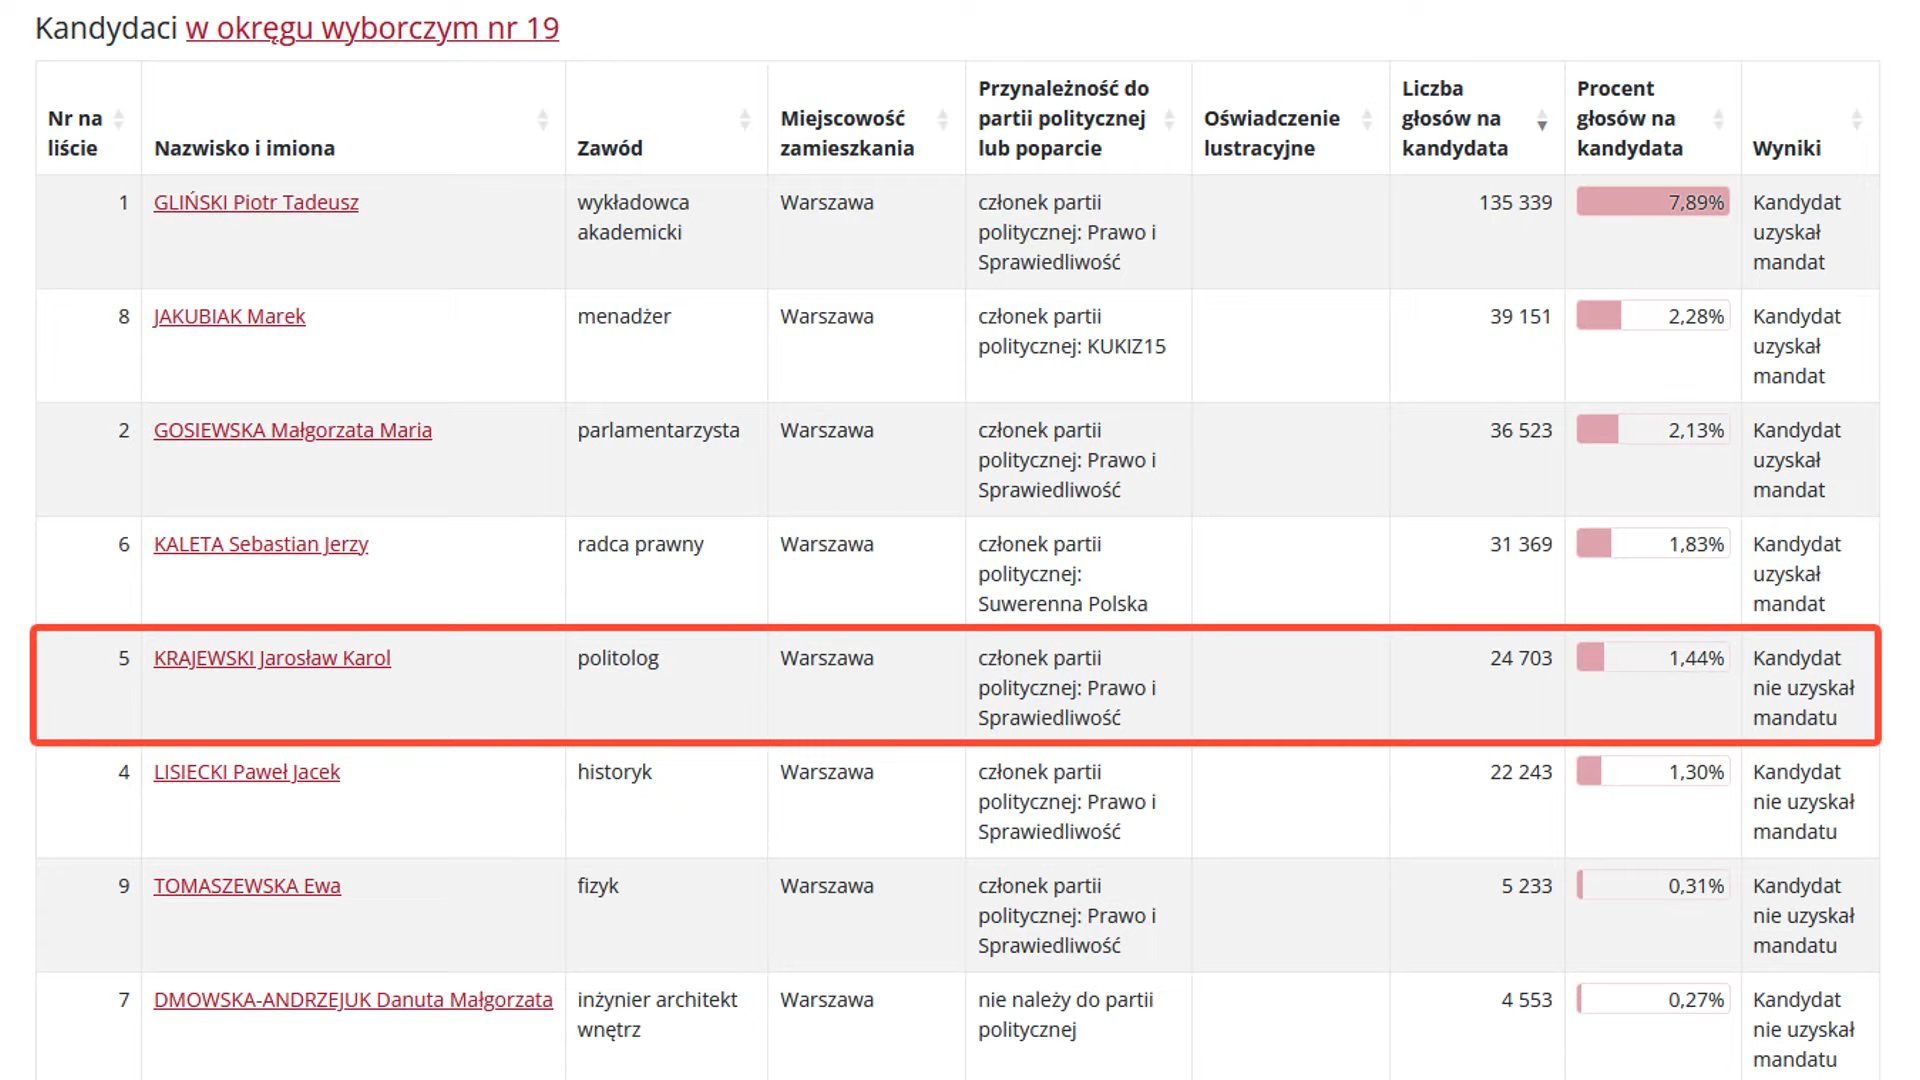 Kandydaci w okręgu wyborczym nr 19
Nr na liście
Nazwisko i imiona
Zawód
Miejscowość zamieszkania
Przynależność do partii politycznej lub poparcie
Oświadczenie lustracyjne
Liczba głosów na kandydata
Procent głosów na kandydata
Wyniki
1 GLIŃSKI Piotr Tadeusz wykładowca akademicki Warszawa członek partii politycznej: Prawo i Sprawiedliwość 135 339 7,89% Kandydat uzyskał mandat
8 JAKUBIAK Marek menadżer Warszawa członek partii politycznej: KUKIZ15 39 151 2,28% Kandydat uzyskał mandat
2 GOSIEWSKA Małgorzata Maria parlamentarzysta Warszawa członek partii politycznej: Prawo i Sprawiedliwość 36 523 2,13% Kandydat uzyskał mandat
6 KALETA Sebastian Jerzy radca prawny Warszawa członek partii politycznej: Suwerenna Polska 31 369 1,83% Kandydat uzyskał mandat
5 KRAJEWSKI Jarosław Karol politolog Warszawa członek partii politycznej: Prawo i Sprawiedliwość 24 703 1,44% Kandydat nie uzyskał mandatu
4 LISIECKI Paweł Jacek historyk Warszawa członek partii politycznej: Prawo i Sprawiedliwość 22 243 1,30% Kandydat nie uzyskał mandatu
9 TOMASZEWSKA Ewa fizyk Warszawa członek partii politycznej: Prawo i Sprawiedliwość 5 233 0,31% Kandydat nie uzyskał mandatu
7 DMOWSKA-ANDRZEJUK Danuta Małgorzata inżynier architekt wnętrz Warszawa nie należy do partii politycznej 4 553 0,27% Kandydat nie uzyskał mandatu